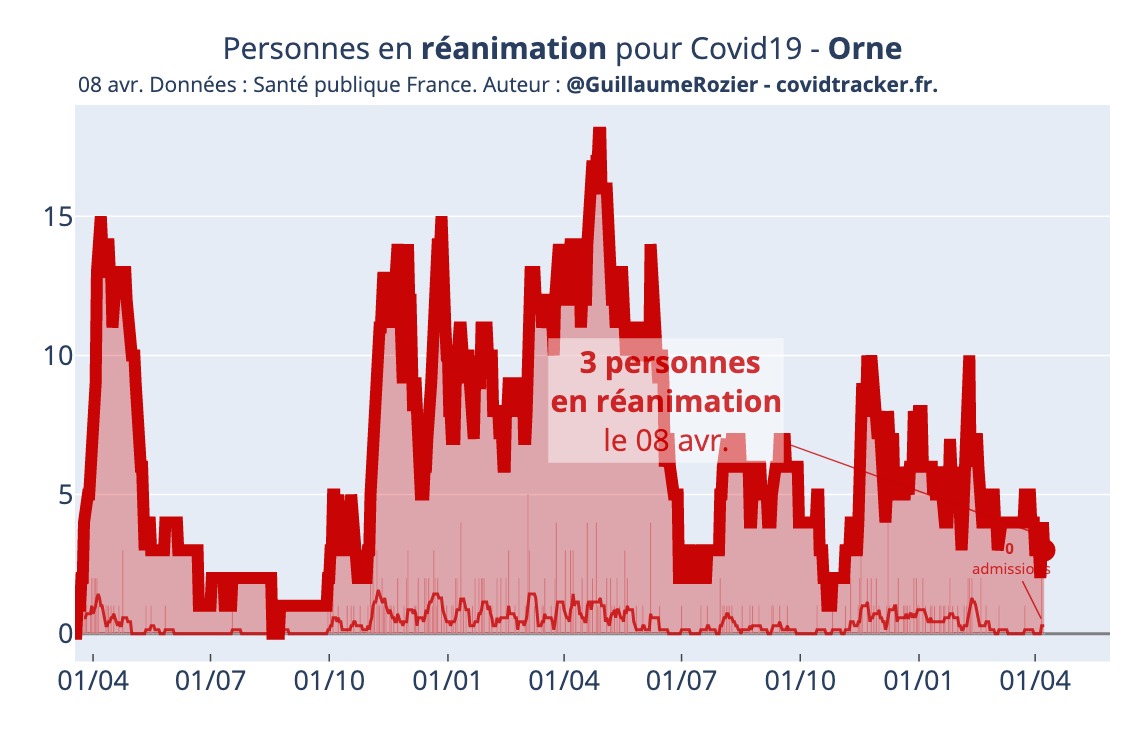 Personnes en réanimation pour Covid19 - Orne
08 avr. Données : Santé publique France. Auteur : @GuillaumeRozier - covidtracker.fr.
15
10
5
0
3 personnes
en réanimation
le 08 avr.
0
admissions
01/04
01/07
01/10
01/01
01/04
01/07
01/10
01/01
01/04